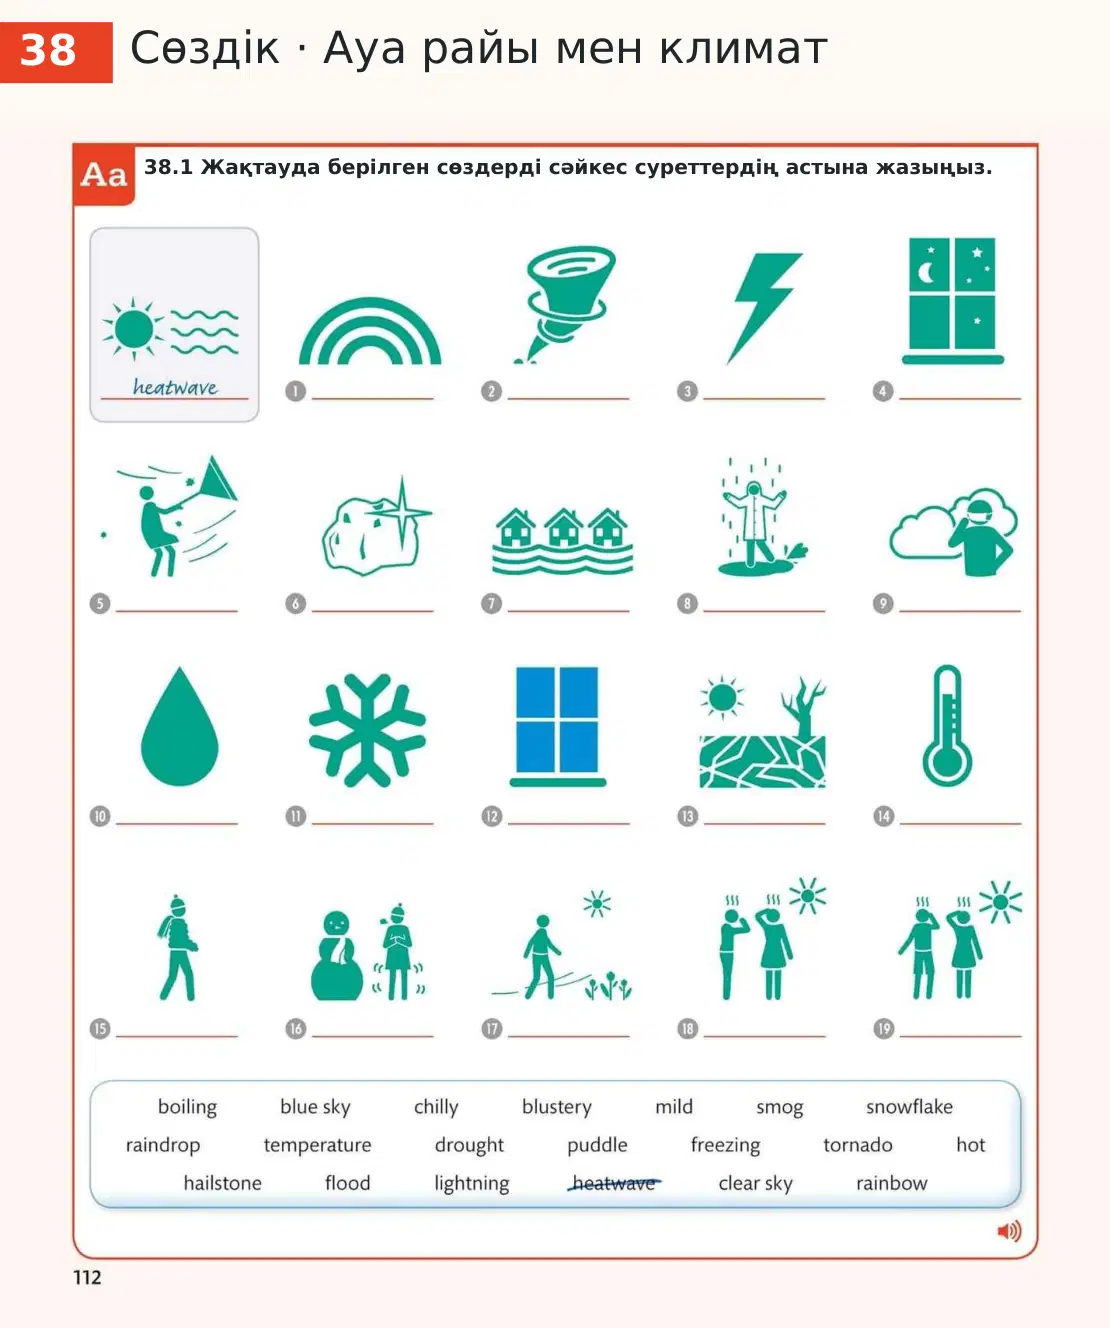 38 Сөздік · Ауа райы мен климат
Aa 38.1 Жақтауда берілген сөздерді сәйкес суреттердің астына жазыңыз.
heatwave 1 2 3 4
5 6 7 8 9
10 11 12 13 14
15 16 17 18 19
boiling blue sky chilly blustery mild smog snowflake
raindrop temperature drought puddle freezing tornado hot
hailstone flood lightning heatwave clear sky rainbow
112